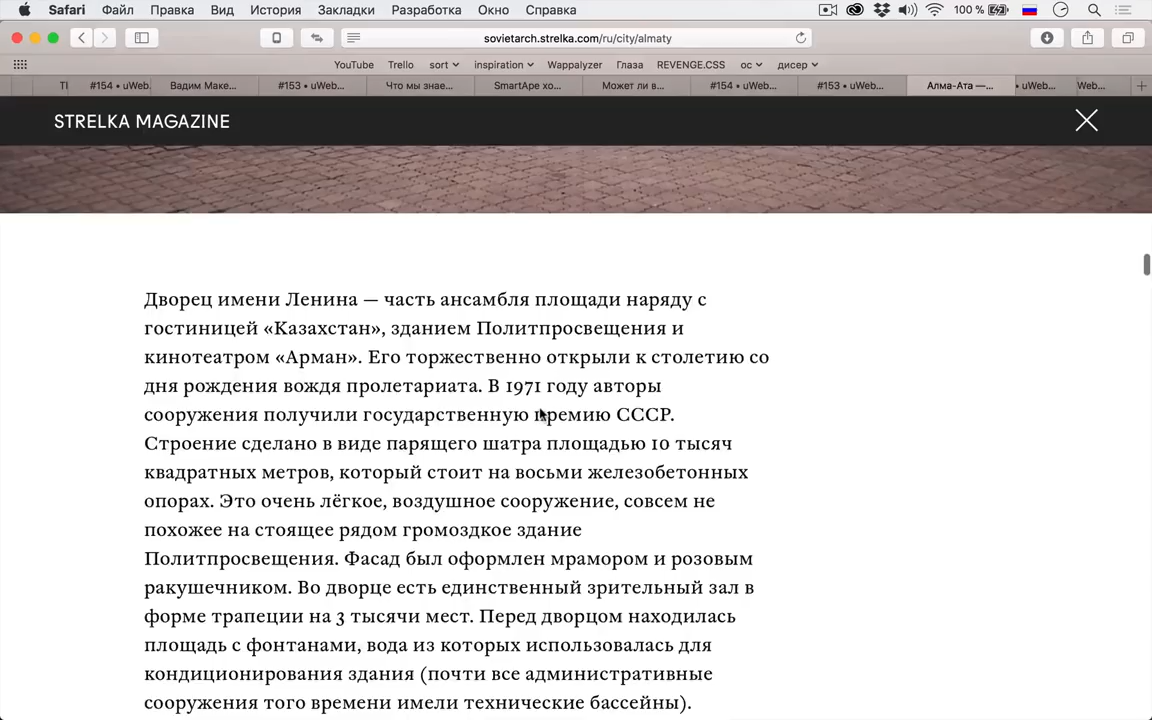 Safari Файл Правка Вид История Закладки Разработка Окно Справка 100 %
sovietarch.strelka.com/ru/city/almaty
YouTube Trello sort inspiration Wappalyzer Глаза REVENGE.CSS ос дисер
TI #154 • uWeb. Вадим Маке... #153 • uWeb... Что мы знае... SmartApe хо... Может ли в... #154 • uWeb... #153 • uWeb... Алма-Ата —... • uWeb... Web...
STRELKA MAGAZINE
Дворец имени Ленина — часть ансамбля площади наряду с
гостиницей «Казахстан», зданием Политпросвещения и
кинотеатром «Арман». Его торжественно открыли к столетию со
дня рождения вождя пролетариата. В 1971 году авторы
сооружения получили государственную премию СССР.
Строение сделано в виде парящего шатра площадью 10 тысяч
квадратных метров, который стоит на восьми железобетонных
опорах. Это очень лёгкое, воздушное сооружение, совсем не
похожее на стоящее рядом громоздкое здание
Политпросвещения. Фасад был оформлен мрамором и розовым
ракушечником. Во дворце есть единственный зрительный зал в
форме трапеции на 3 тысячи мест. Перед дворцом находилась
площадь с фонтанами, вода из которых использовалась для
кондиционирования здания (почти все административные
сооружения того времени имели технические бассейны).